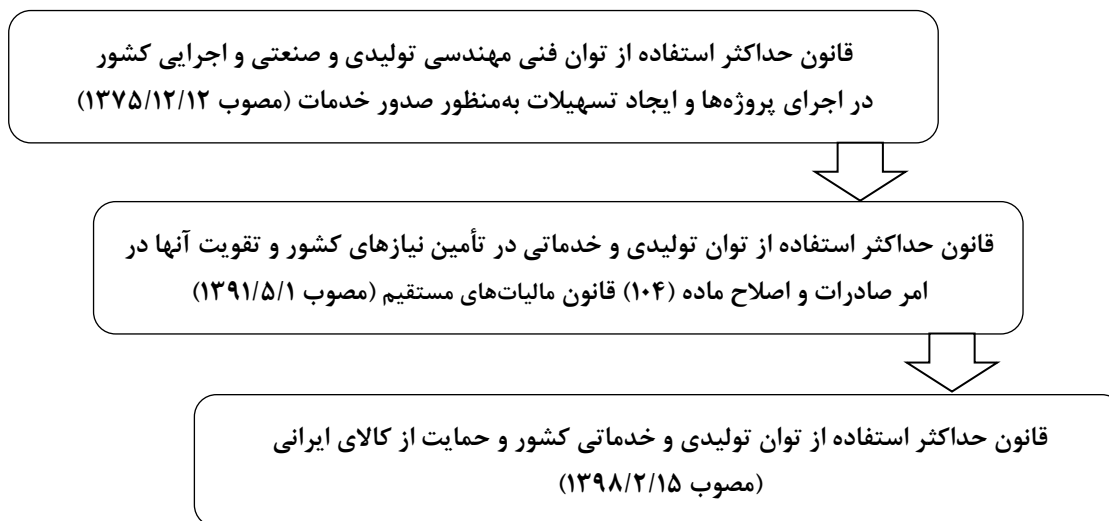 قانون حداکثر استفاده از توان فنی مهندسی تولیدی و صنعتی و اجرایی کشور
در اجرای پروژه‌ها و ایجاد تسهیلات به‌منظور صدور خدمات (مصوب ۱۳۷۵/۱۲/۱۲)
قانون حداکثر استفاده از توان تولیدی و خدماتی در تأمین نیازهای کشور و تقویت آنها در
امر صادرات و اصلاح ماده (۱۰۴) قانون مالیات‌های مستقیم (مصوب ۱۳۹۱/۵/۱)
قانون حداکثر استفاده از توان تولیدی و خدماتی کشور و حمایت از کالای ایرانی
(مصوب ۱۳۹۸/۲/۱۵)